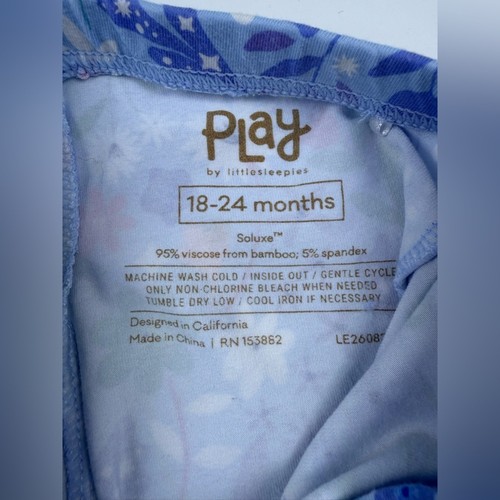 Play
by littlesleepies
18-24 months
Soluxe™
95% viscose from bamboo; 5% spandex
MACHINE WASH COLD / INSIDE OUT / GENTLE CYCLE
ONLY NON-CHLORINE BLEACH WHEN NEEDED
TUMBLE DRY LOW / COOL IRON IF NECESSARY
Designed in California
Made in China | RN 153882